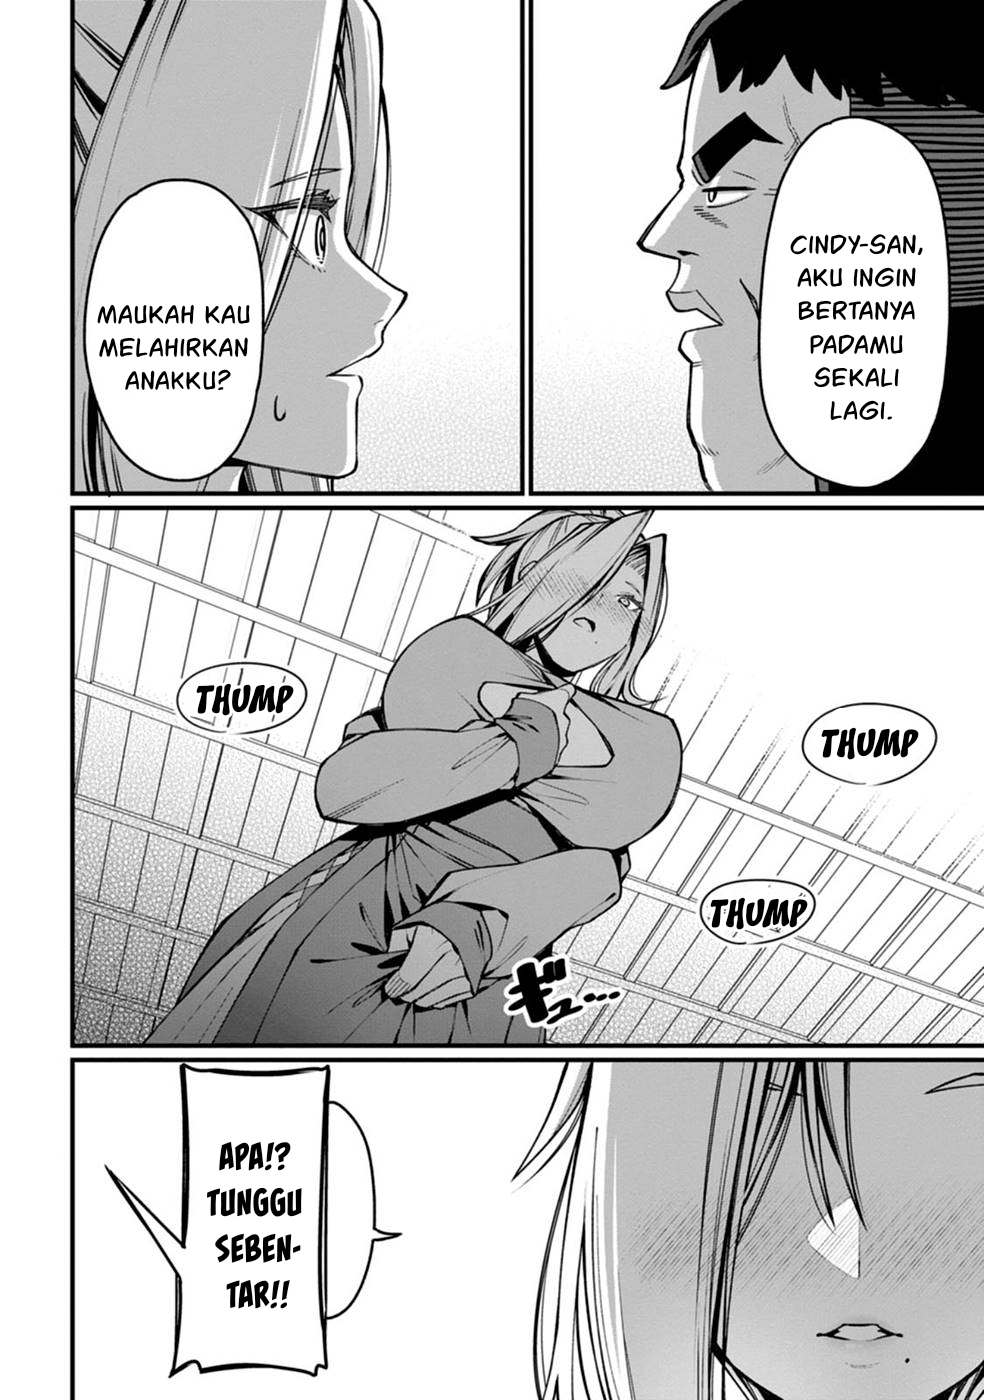 CINDY-SAN,
AKU INGIN
BERTANYA
PADAMU
SEKALI
LAGI.
MAUKAH KAU
MELAHIRKAN
ANAKKU?
THUMP
THUMP
THUMP
ギュ…
APA!?
TUNGGU
SEBEN-
TAR!!